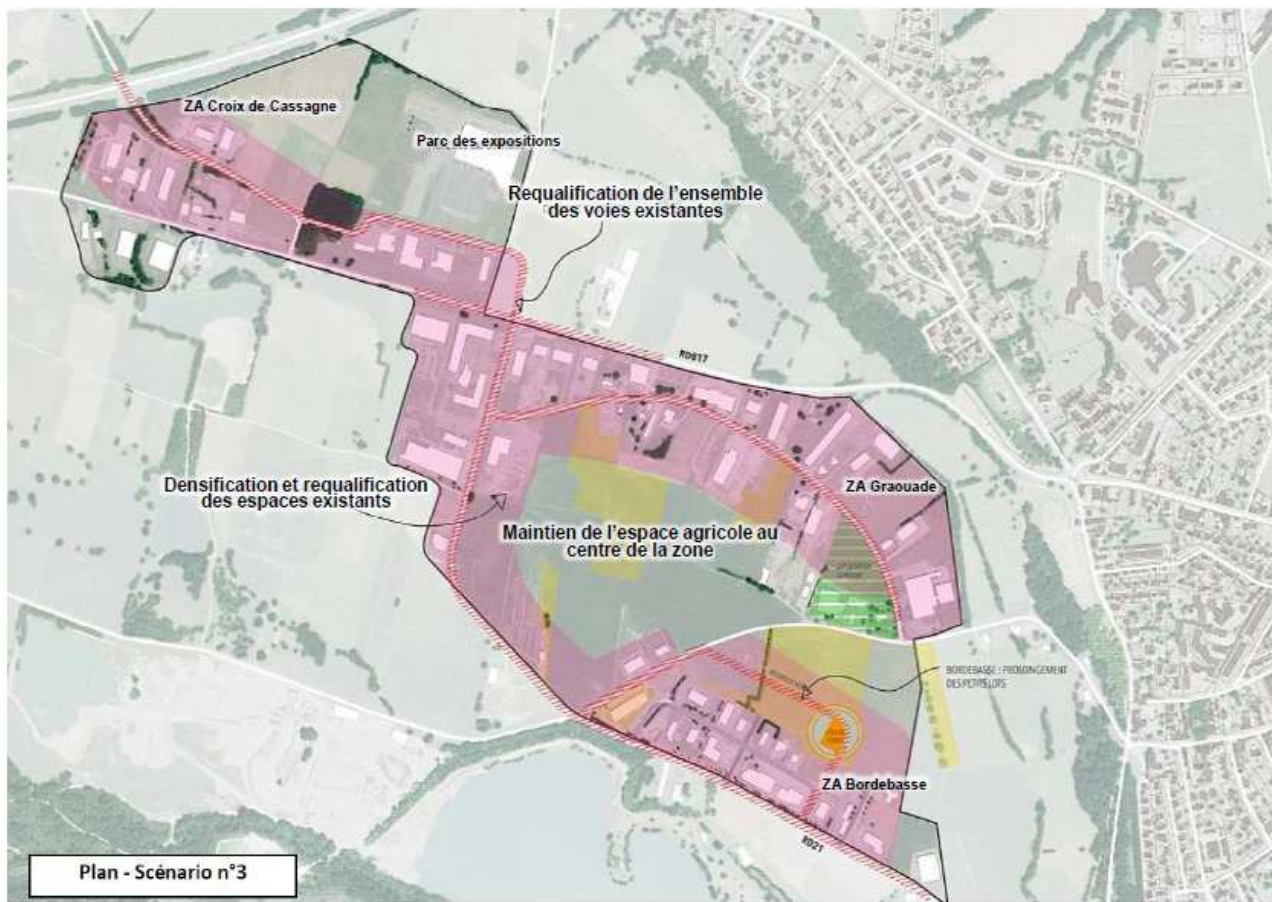 ZA Croix de Cassagne
Parc des expositions
Requalification de l'ensemble
des voies existantes
RD817
Densification et requalification
des espaces existants
ZA Graouade
Maintien de l'espace agricole au
centre de la zone
BORDEBASSE : PROLONGEMENT
DES PETITS LOTS
ZA Bordebasse
RD21
Plan - Scénario n°3